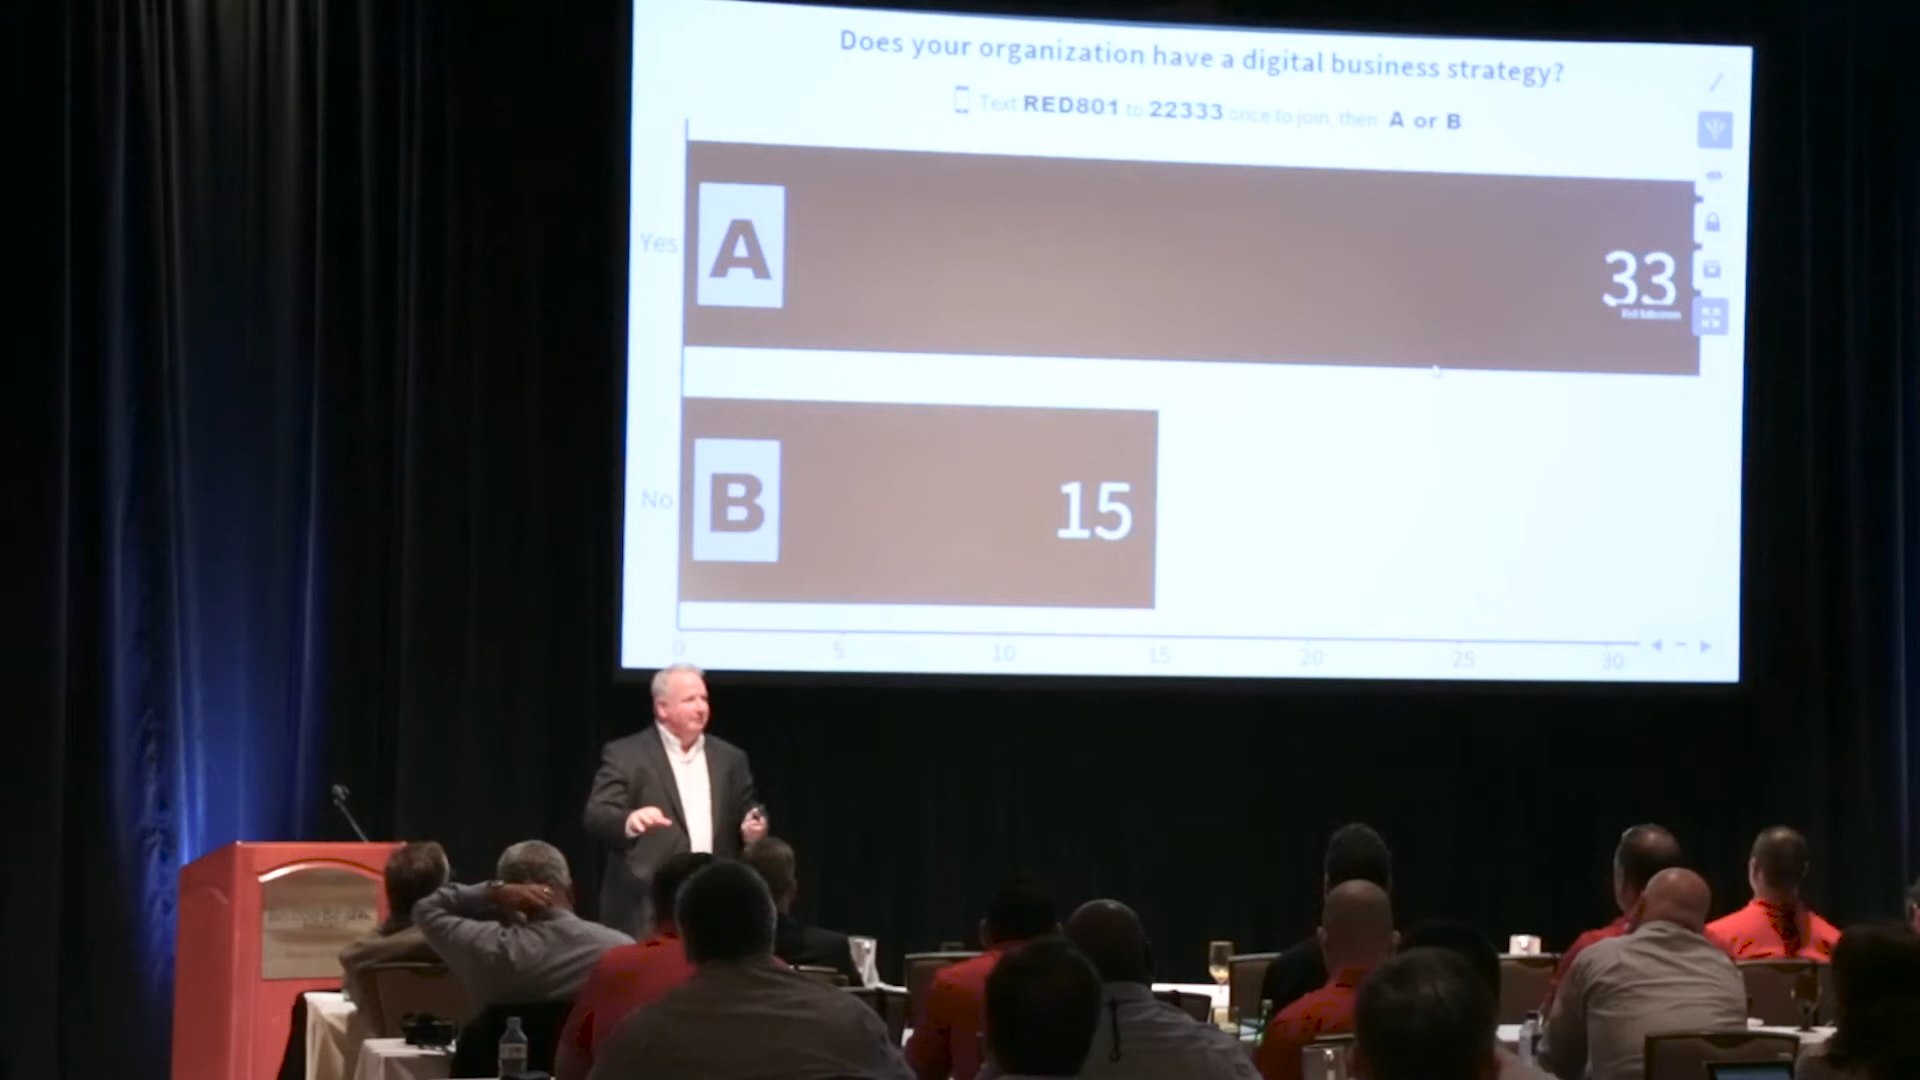 Does your organization have a digital business strategy?
Text RED801 to 22333 once to join, then A or B
Yes
A
33
No
B
15
0 5 10 15 20 25 30